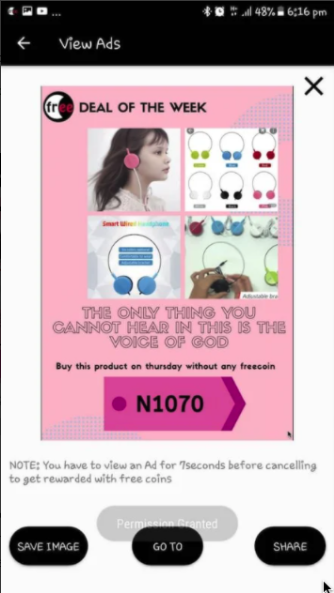 48% 6:16 pm
View Ads
free DEAL OF THE WEEK
Smart Wired Headphone
Adjustable
THE ONLY THING YOU
CANNOT HEAR IN THIS IS THE
VOICE OF GOD
Buy this product on thursday without any freecoin
N1070
NOTE: You have to view an Ad for 7seconds before cancelling
to get rewarded with free coins
Permission Granted
SAVE IMAGE GO TO SHARE